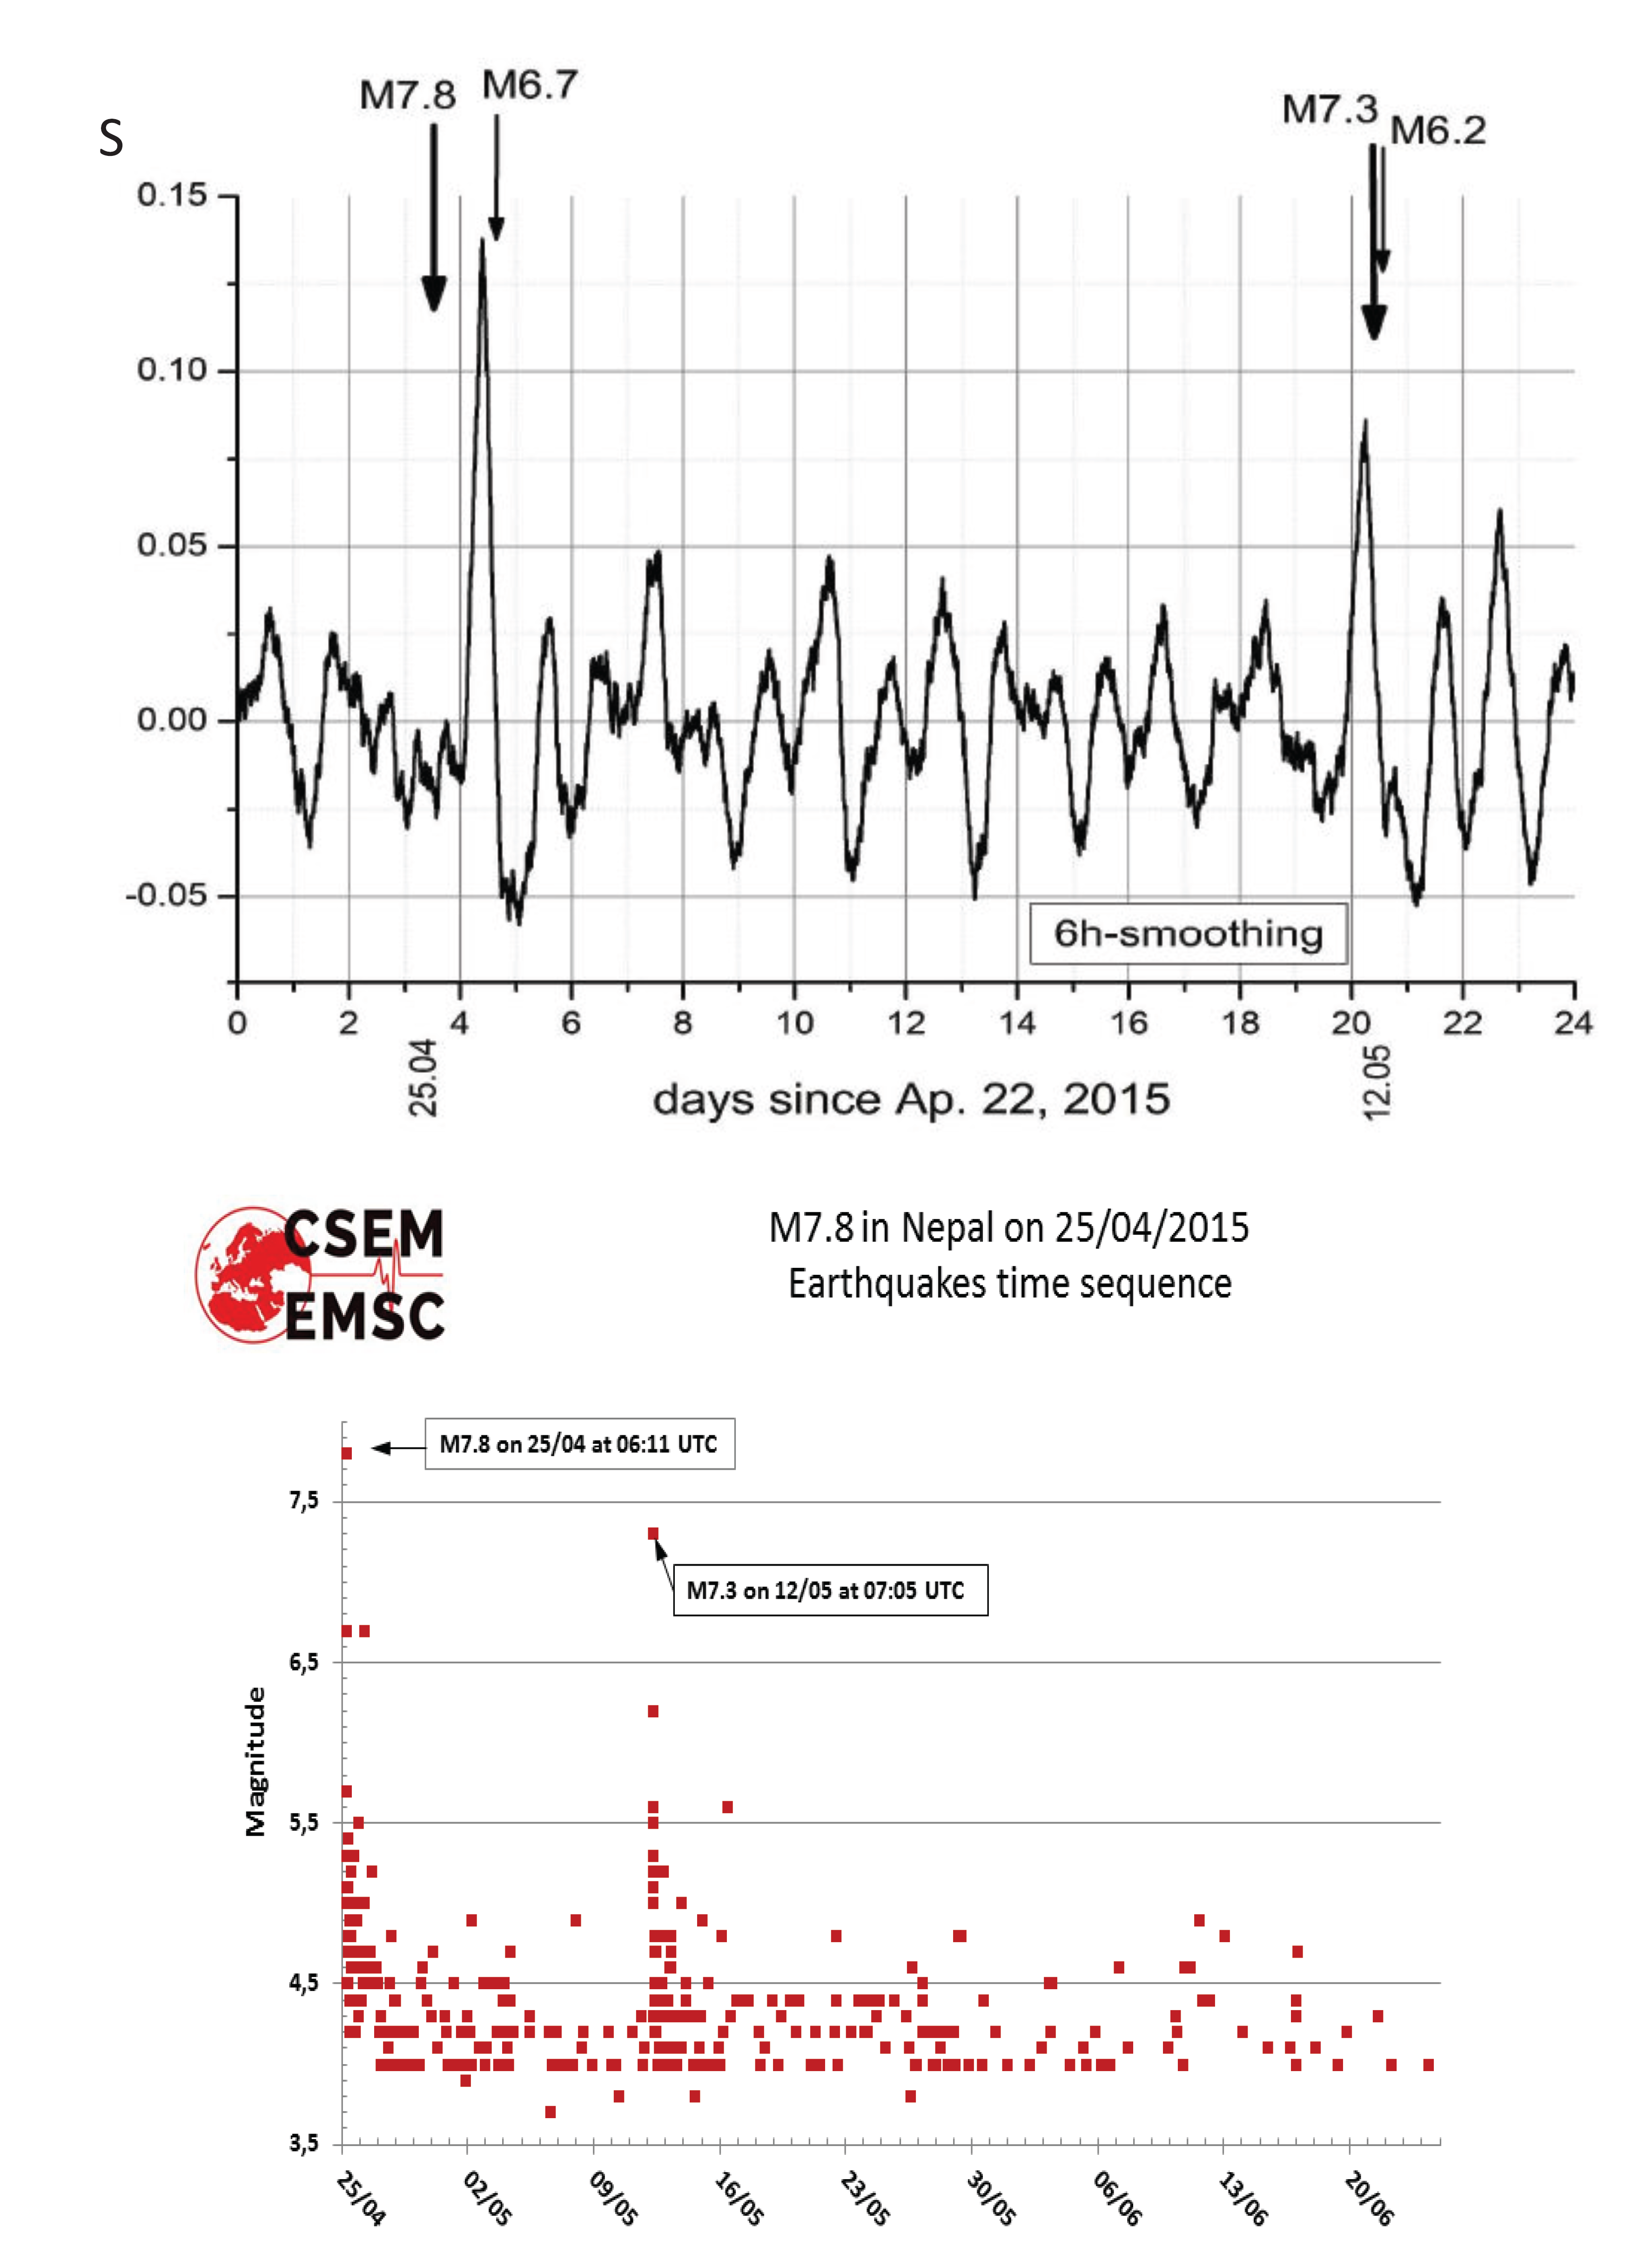 M7.8 M6.7
M7.3 M6.2
S
0.15
0.10
0.05
0.00
-0.05
6h-smoothing
0 2 4 6 8 10 12 14 16 18 20 22 24
25.04 12.05
days since Ap. 22, 2015
CSEM
EMSC
M7.8 in Nepal on 25/04/2015
Earthquakes time sequence
M7.8 on 25/04 at 06:11 UTC
7,5
M7.3 on 12/05 at 07:05 UTC
6,5
Magnitude
5,5
4,5
3,5
25/04 02/05 09/05 16/05 23/05 30/05 06/06 13/06 20/06